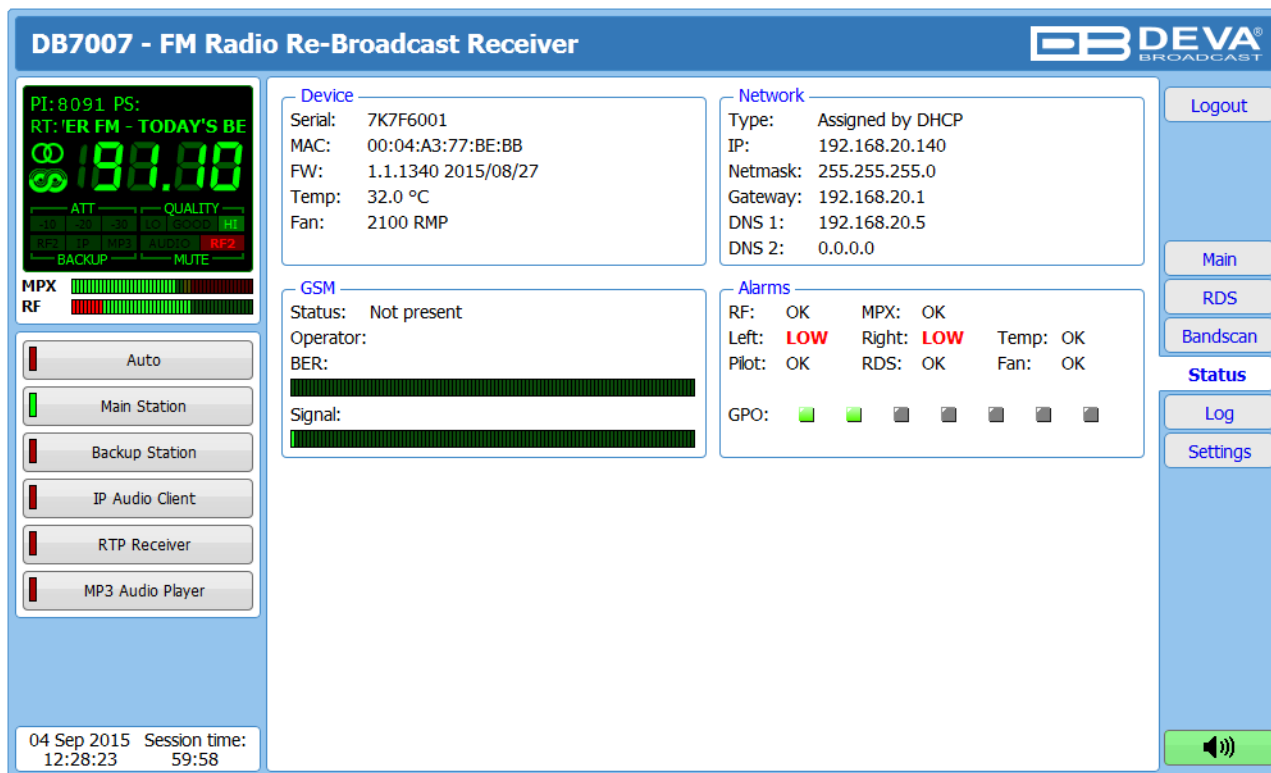 DB7007 - FM Radio Re-Broadcast Receiver
DB DEVA®
BROADCAST
PI:8091 PS:
RT: 'ER FM - TODAY'S BE
91.10
ATT QUALITY
-10 -20 -30 LO GOOD HI
RF2 IP MP3 AUDIO RF2
BACKUP MUTE
MPX
RF
Auto
Main Station
Backup Station
IP Audio Client
RTP Receiver
MP3 Audio Player
04 Sep 2015 Session time:
12:28:23 59:58
Device
Serial: 7K7F6001
MAC: 00:04:A3:77:BE:BB
FW: 1.1.1340 2015/08/27
Temp: 32.0 °C
Fan: 2100 RMP
Network
Type: Assigned by DHCP
IP: 192.168.20.140
Netmask: 255.255.255.0
Gateway: 192.168.20.1
DNS 1: 192.168.20.5
DNS 2: 0.0.0.0
GSM
Status: Not present
Operator:
BER:
Signal:
Alarms
RF: OK MPX: OK
Left: LOW Right: LOW Temp: OK
Pilot: OK RDS: OK Fan: OK
GPO:
Logout
Main
RDS
Bandscan
Status
Log
Settings